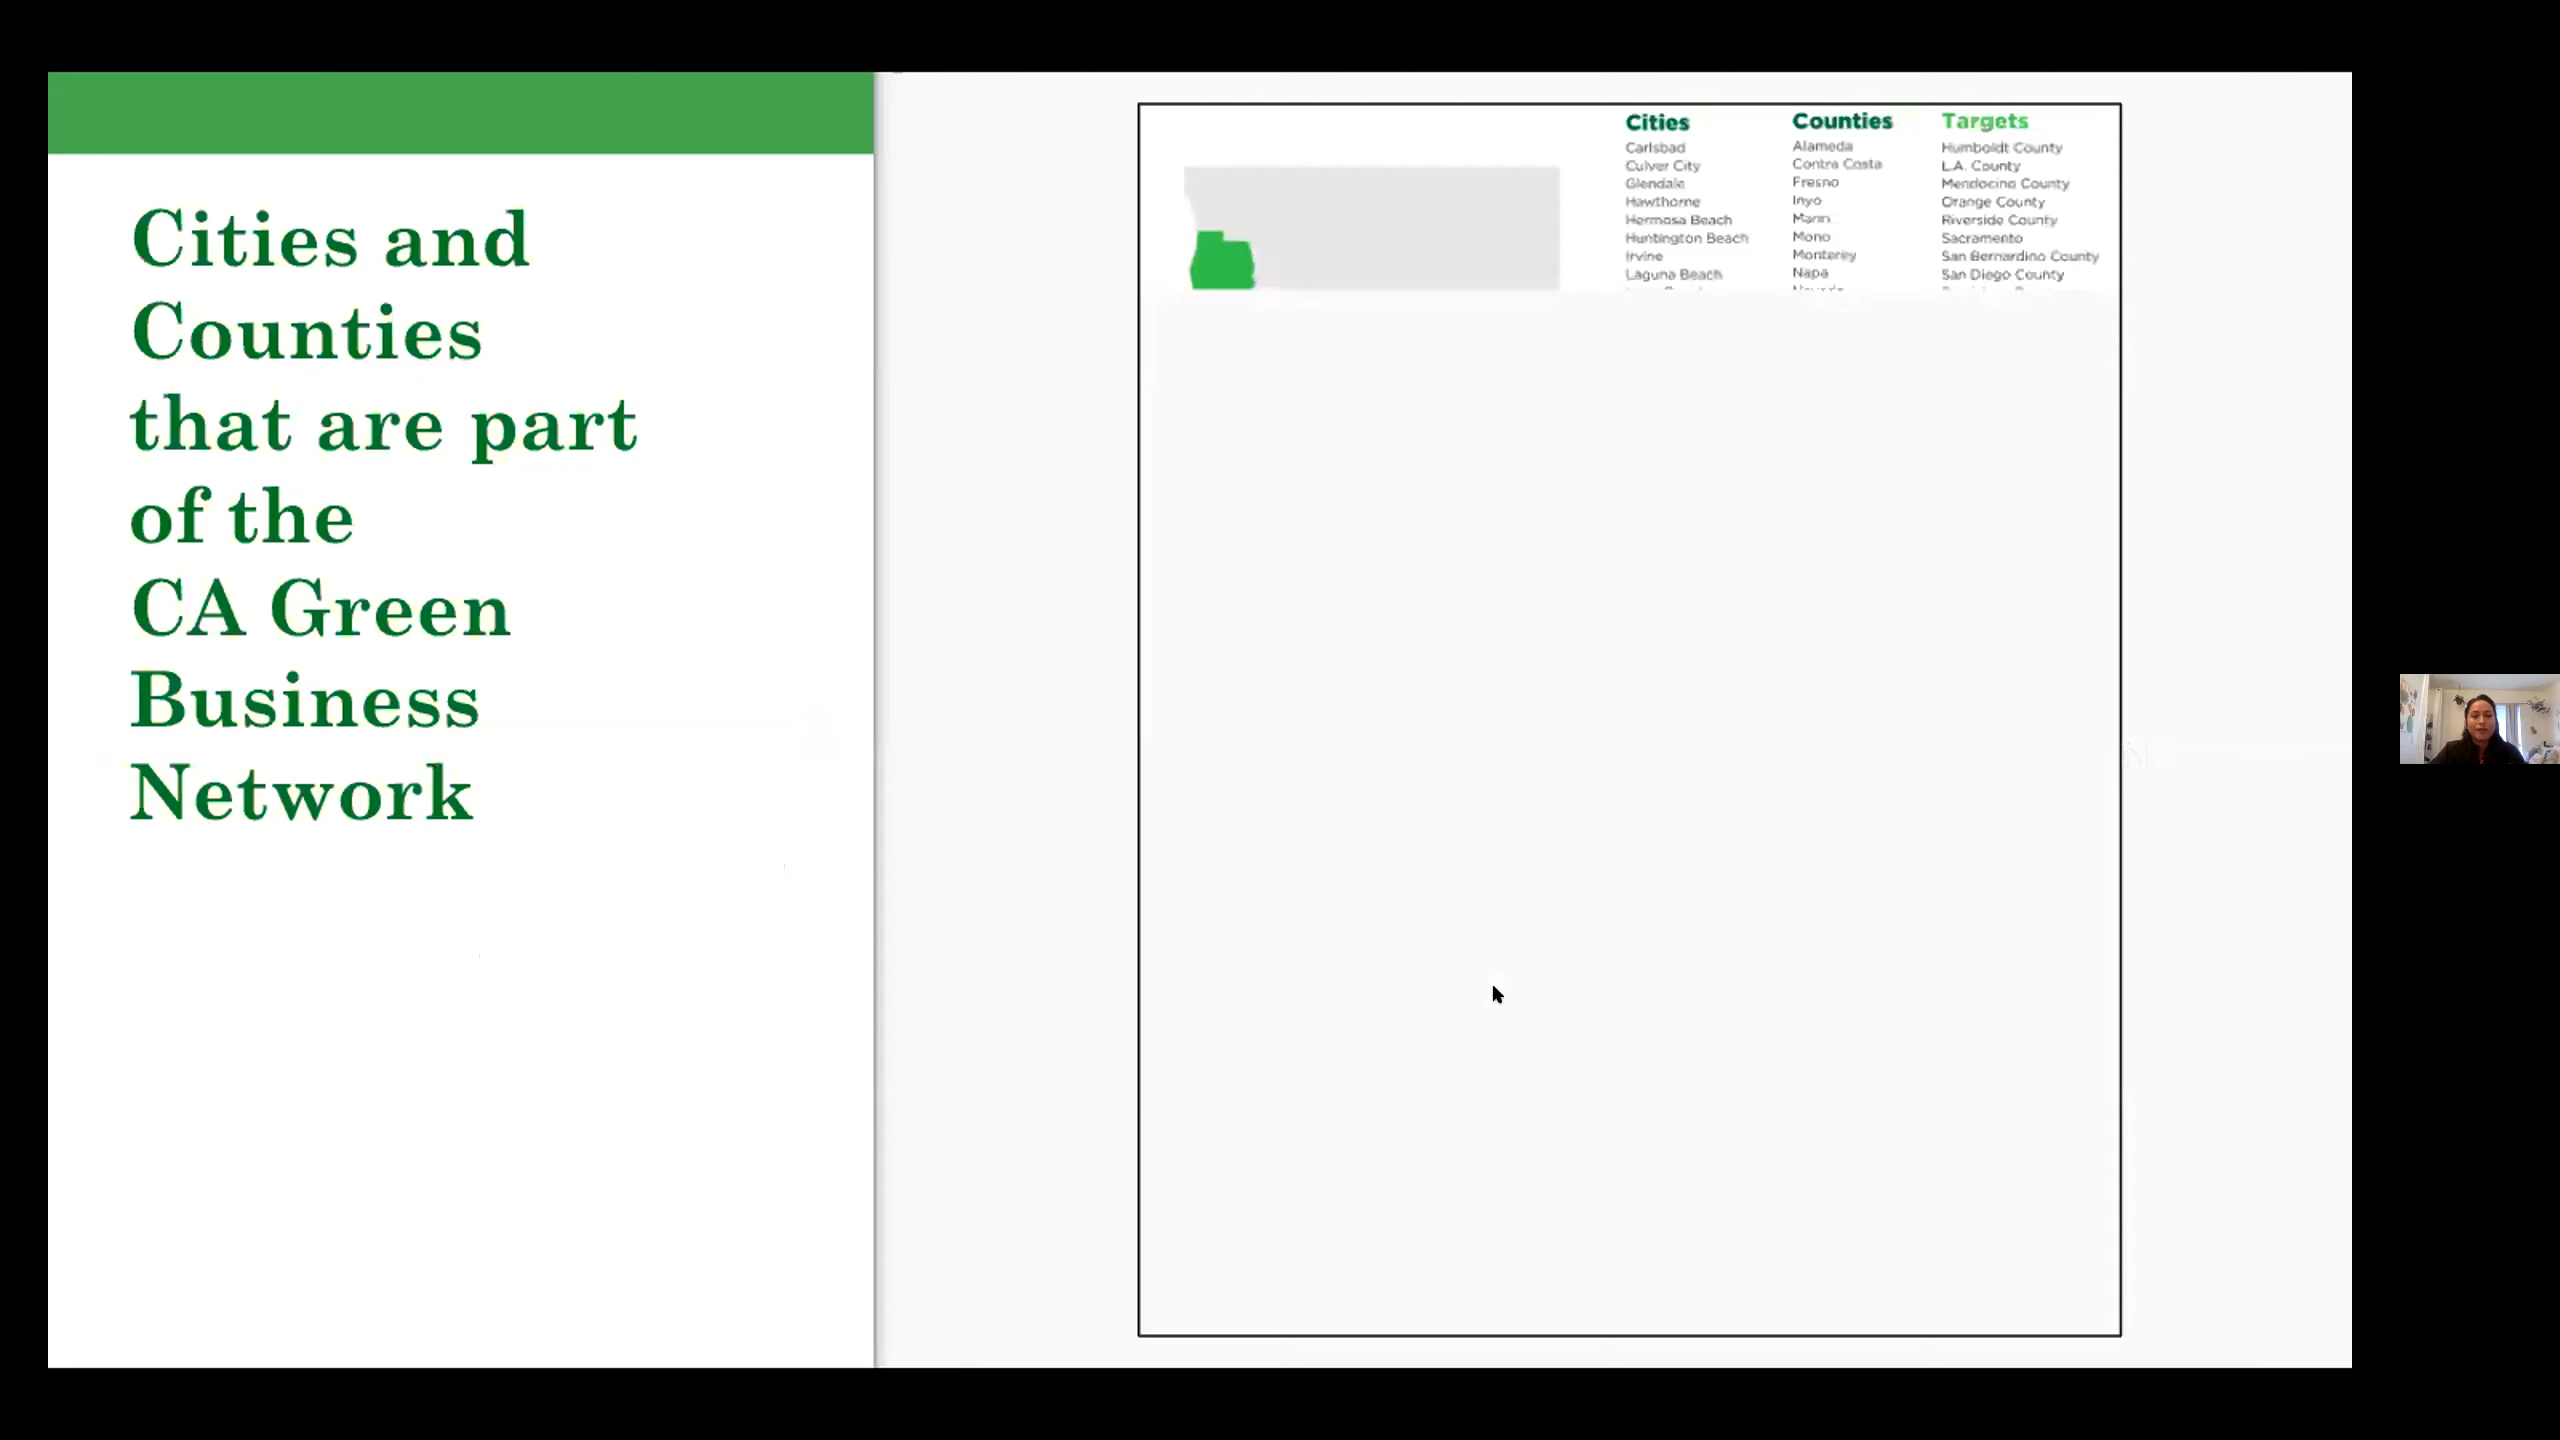 Cities and
Counties
that are part
of the
CA Green
Business
Network
Cities
Carlsbad
Culver City
Glendale
Hawthorne
Hermosa Beach
Huntington Beach
Irvine
Laguna Beach
Counties
Alameda
Contra Costa
Fresno
Inyo
Marin
Mono
Monterey
Napa
Targets
Humboldt County
L.A. County
Mendocino County
Orange County
Riverside County
Sacramento
San Bernardino County
San Diego County